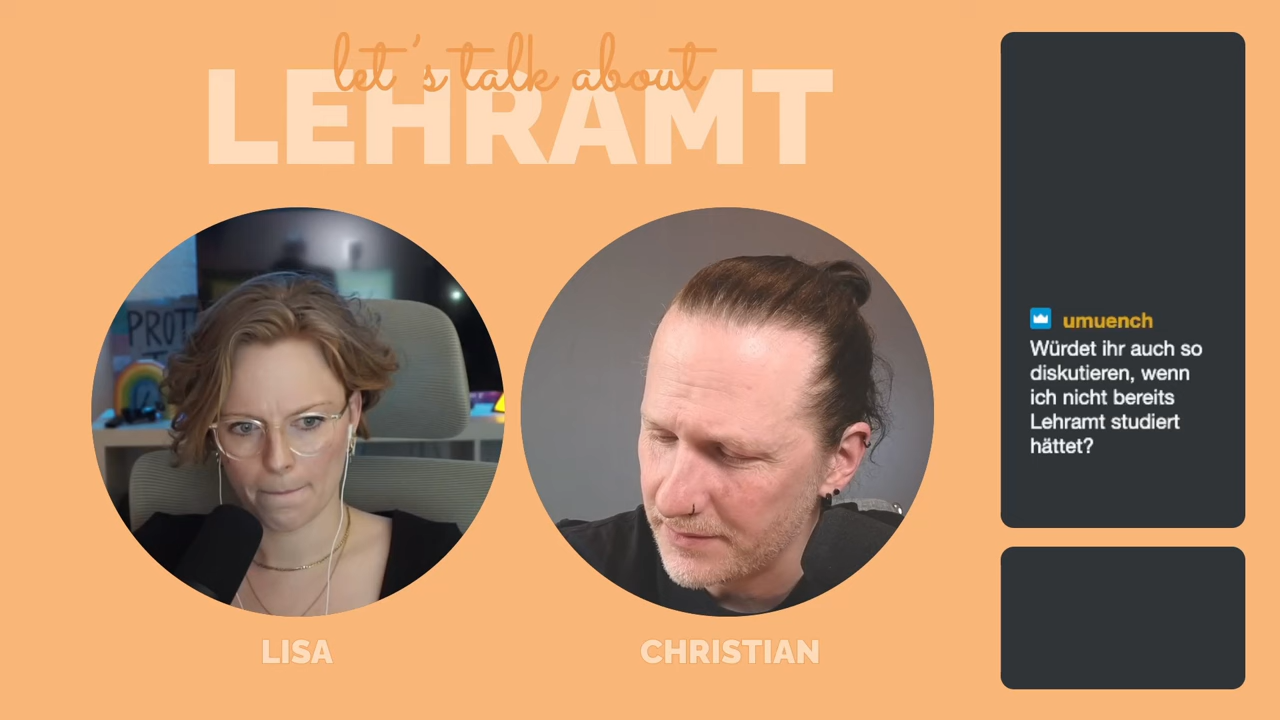 let's talk about
LEHRAMT
PROT
LISA
CHRISTIAN
umuench
Würdet ihr auch so
diskutieren, wenn
ich nicht bereits
Lehramt studiert
hättet?